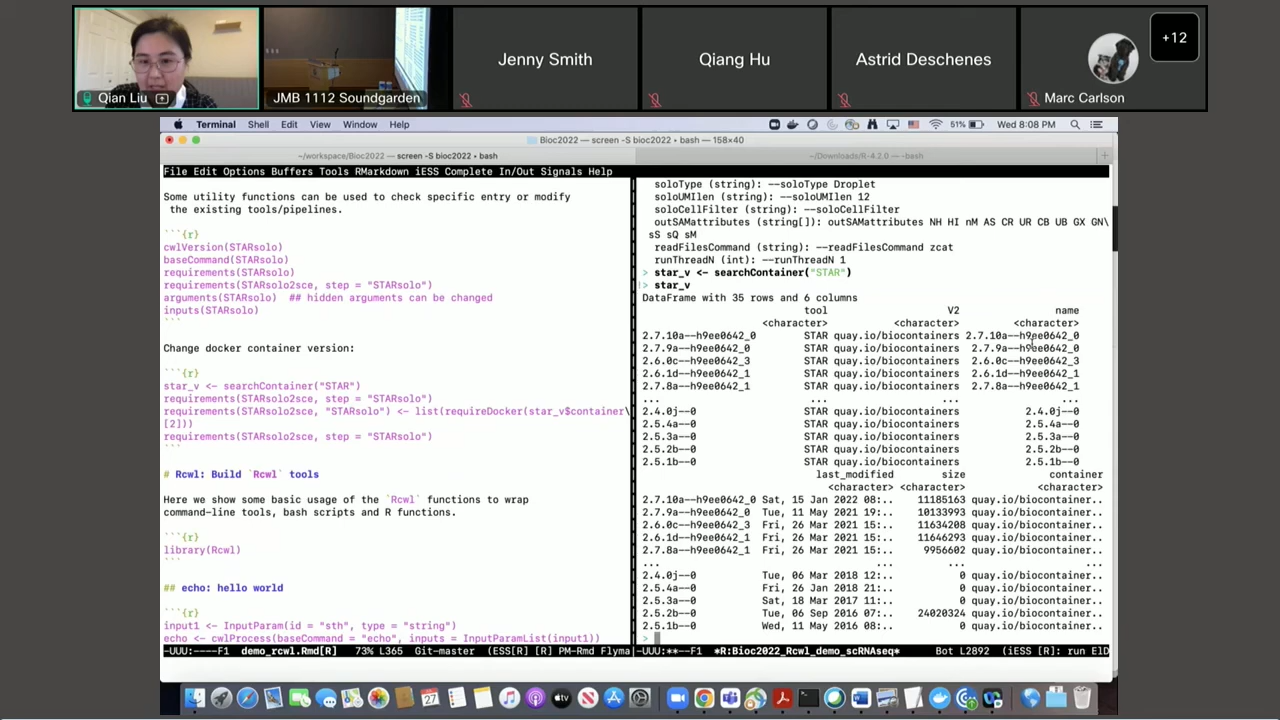 Qian Liu
JMB 1112 Soundgarden
Jenny Smith
Qiang Hu
Astrid Deschenes
Marc Carlson
+12
Terminal Shell Edit View Window Help
51% Wed 8:08 PM
Bioc2022 — screen -S bioc2022 • bash — 158×40
~/workspace/Bioc2022 — screen -S bioc2022 • bash
~/Downloads/R-4.2.0 — -bash
File Edit Options Buffers Tools RMarkdown iESS Complete In/Out Signals Help
Some utility functions can be used to check specific entry or modify
the existing tools/pipelines.
```{r}
cwlVersion(STARsolo)
baseCommand(STARsolo)
requirements(STARsolo)
requirements(STARsolo2sce, step = "STARsolo")
arguments(STARsolo)  ## hidden arguments can be changed
inputs(STARsolo)
```
Change docker container version:
```{r}
star_v <- searchContainer("STAR")
requirements(STARsolo2sce, step = "STARsolo")
requirements(STARsolo2sce, "STARsolo") <- list(requireDocker(star_v$container\
[2]))
requirements(STARsolo2sce, step = "STARsolo")
```
# Rcwl: Build `Rcwl` tools
Here we show some basic usage of the `Rcwl` functions to wrap
command-line tools, bash scripts and R functions.
```{r}
library(Rcwl)
```
## echo: hello world
```{r}
input1 <- InputParam(id = "sth", type = "string")
echo <- cwlProcess(baseCommand = "echo", inputs = InputParamList(input1))
-UUU:----F1  demo_rcwl.Rmd[R]  73% L365  Git-master  (ESS[R] [R] PM-Rmd Flyma
soloType (string): --soloType Droplet
soloUMIlen (string): --soloUMIlen 12
soloCellFilter (string): --soloCellFilter
outSAMattributes (string[]): outSAMattributes NH HI nM AS CR UR CB UB GX GN\
sS sQ sM
readFilesCommand (string): --readFilesCommand zcat
runThreadN (int): --runThreadN 1
> star_v <- searchContainer("STAR")
> star_v
DataFrame with 35 rows and 6 columns
tool V2 name
<character> <character> <character>
2.7.10a--h9ee0642_0 STAR quay.io/biocontainers 2.7.10a--h9ee0642_0
2.7.9a--h9ee0642_0 STAR quay.io/biocontainers 2.7.9a--h9ee0642_0
2.6.0c--h9ee0642_3 STAR quay.io/biocontainers 2.6.0c--h9ee0642_3
2.6.1d--h9ee0642_1 STAR quay.io/biocontainers 2.6.1d--h9ee0642_1
2.7.8a--h9ee0642_1 STAR quay.io/biocontainers 2.7.8a--h9ee0642_1
... ... ... ...
2.4.0j--0 STAR quay.io/biocontainers 2.4.0j--0
2.5.4a--0 STAR quay.io/biocontainers 2.5.4a--0
2.5.3a--0 STAR quay.io/biocontainers 2.5.3a--0
2.5.2b--0 STAR quay.io/biocontainers 2.5.2b--0
2.5.1b--0 STAR quay.io/biocontainers 2.5.1b--0
last_modified size container
<character> <character> <character>
2.7.10a--h9ee0642_0 Sat, 15 Jan 2022 08:.. 11185163 quay.io/biocontainer..
2.7.9a--h9ee0642_0 Tue, 11 May 2021 19:.. 10133993 quay.io/biocontainer..
2.6.0c--h9ee0642_3 Fri, 26 Mar 2021 15:.. 11634208 quay.io/biocontainer..
2.6.1d--h9ee0642_1 Fri, 26 Mar 2021 15:.. 11646293 quay.io/biocontainer..
2.7.8a--h9ee0642_1 Fri, 26 Mar 2021 15:.. 9956602 quay.io/biocontainer..
... ... ... ...
2.4.0j--0 Tue, 06 Mar 2018 12:.. 0 quay.io/biocontainer..
2.5.4a--0 Fri, 26 Jan 2018 21:.. 0 quay.io/biocontainer..
2.5.3a--0 Sat, 18 Mar 2017 11:.. 0 quay.io/biocontainer..
2.5.2b--0 Tue, 06 Sep 2016 07:.. 24020324 quay.io/biocontainer..
2.5.1b--0 Wed, 11 May 2016 08:.. 0 quay.io/biocontainer..
>
-UUU:**--F1  *R:Bioc2022_Rcwl_demo_scRNAseq*  Bot L2892  (iESS [R]: run ElD